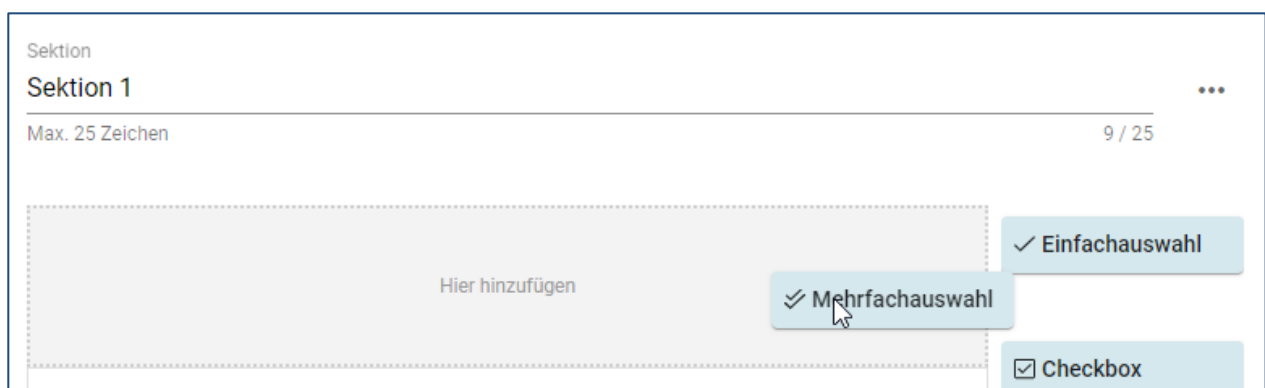 Sektion
Sektion 1
•••
Max. 25 Zeichen
9 / 25
Einfachauswahl
Hier hinzufügen
Mehrfachauswahl
Checkbox